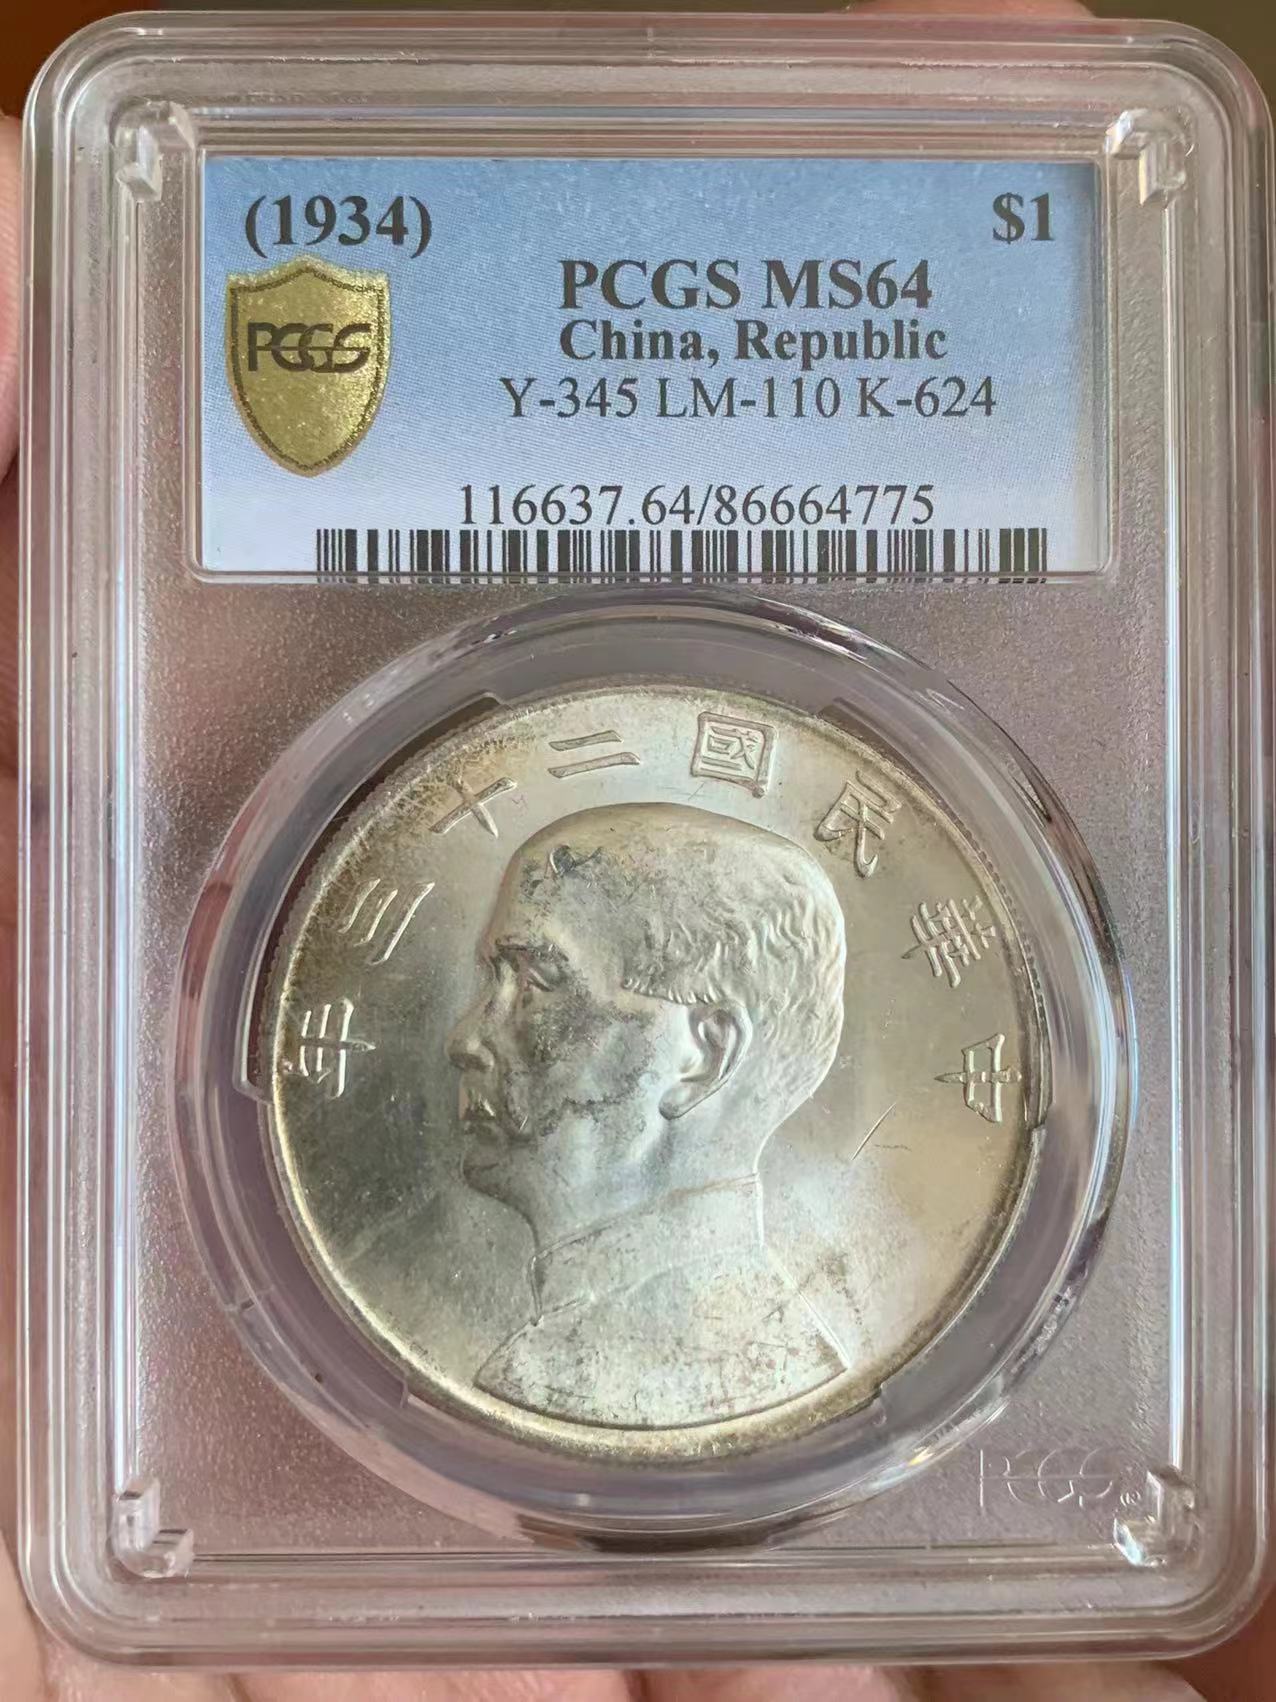 (1934) $1
PCGS MS64
China, Republic
PCGS
Y-345 LM-110 K-624
116637.64/86664775
年三十二國民華中
PCGS®